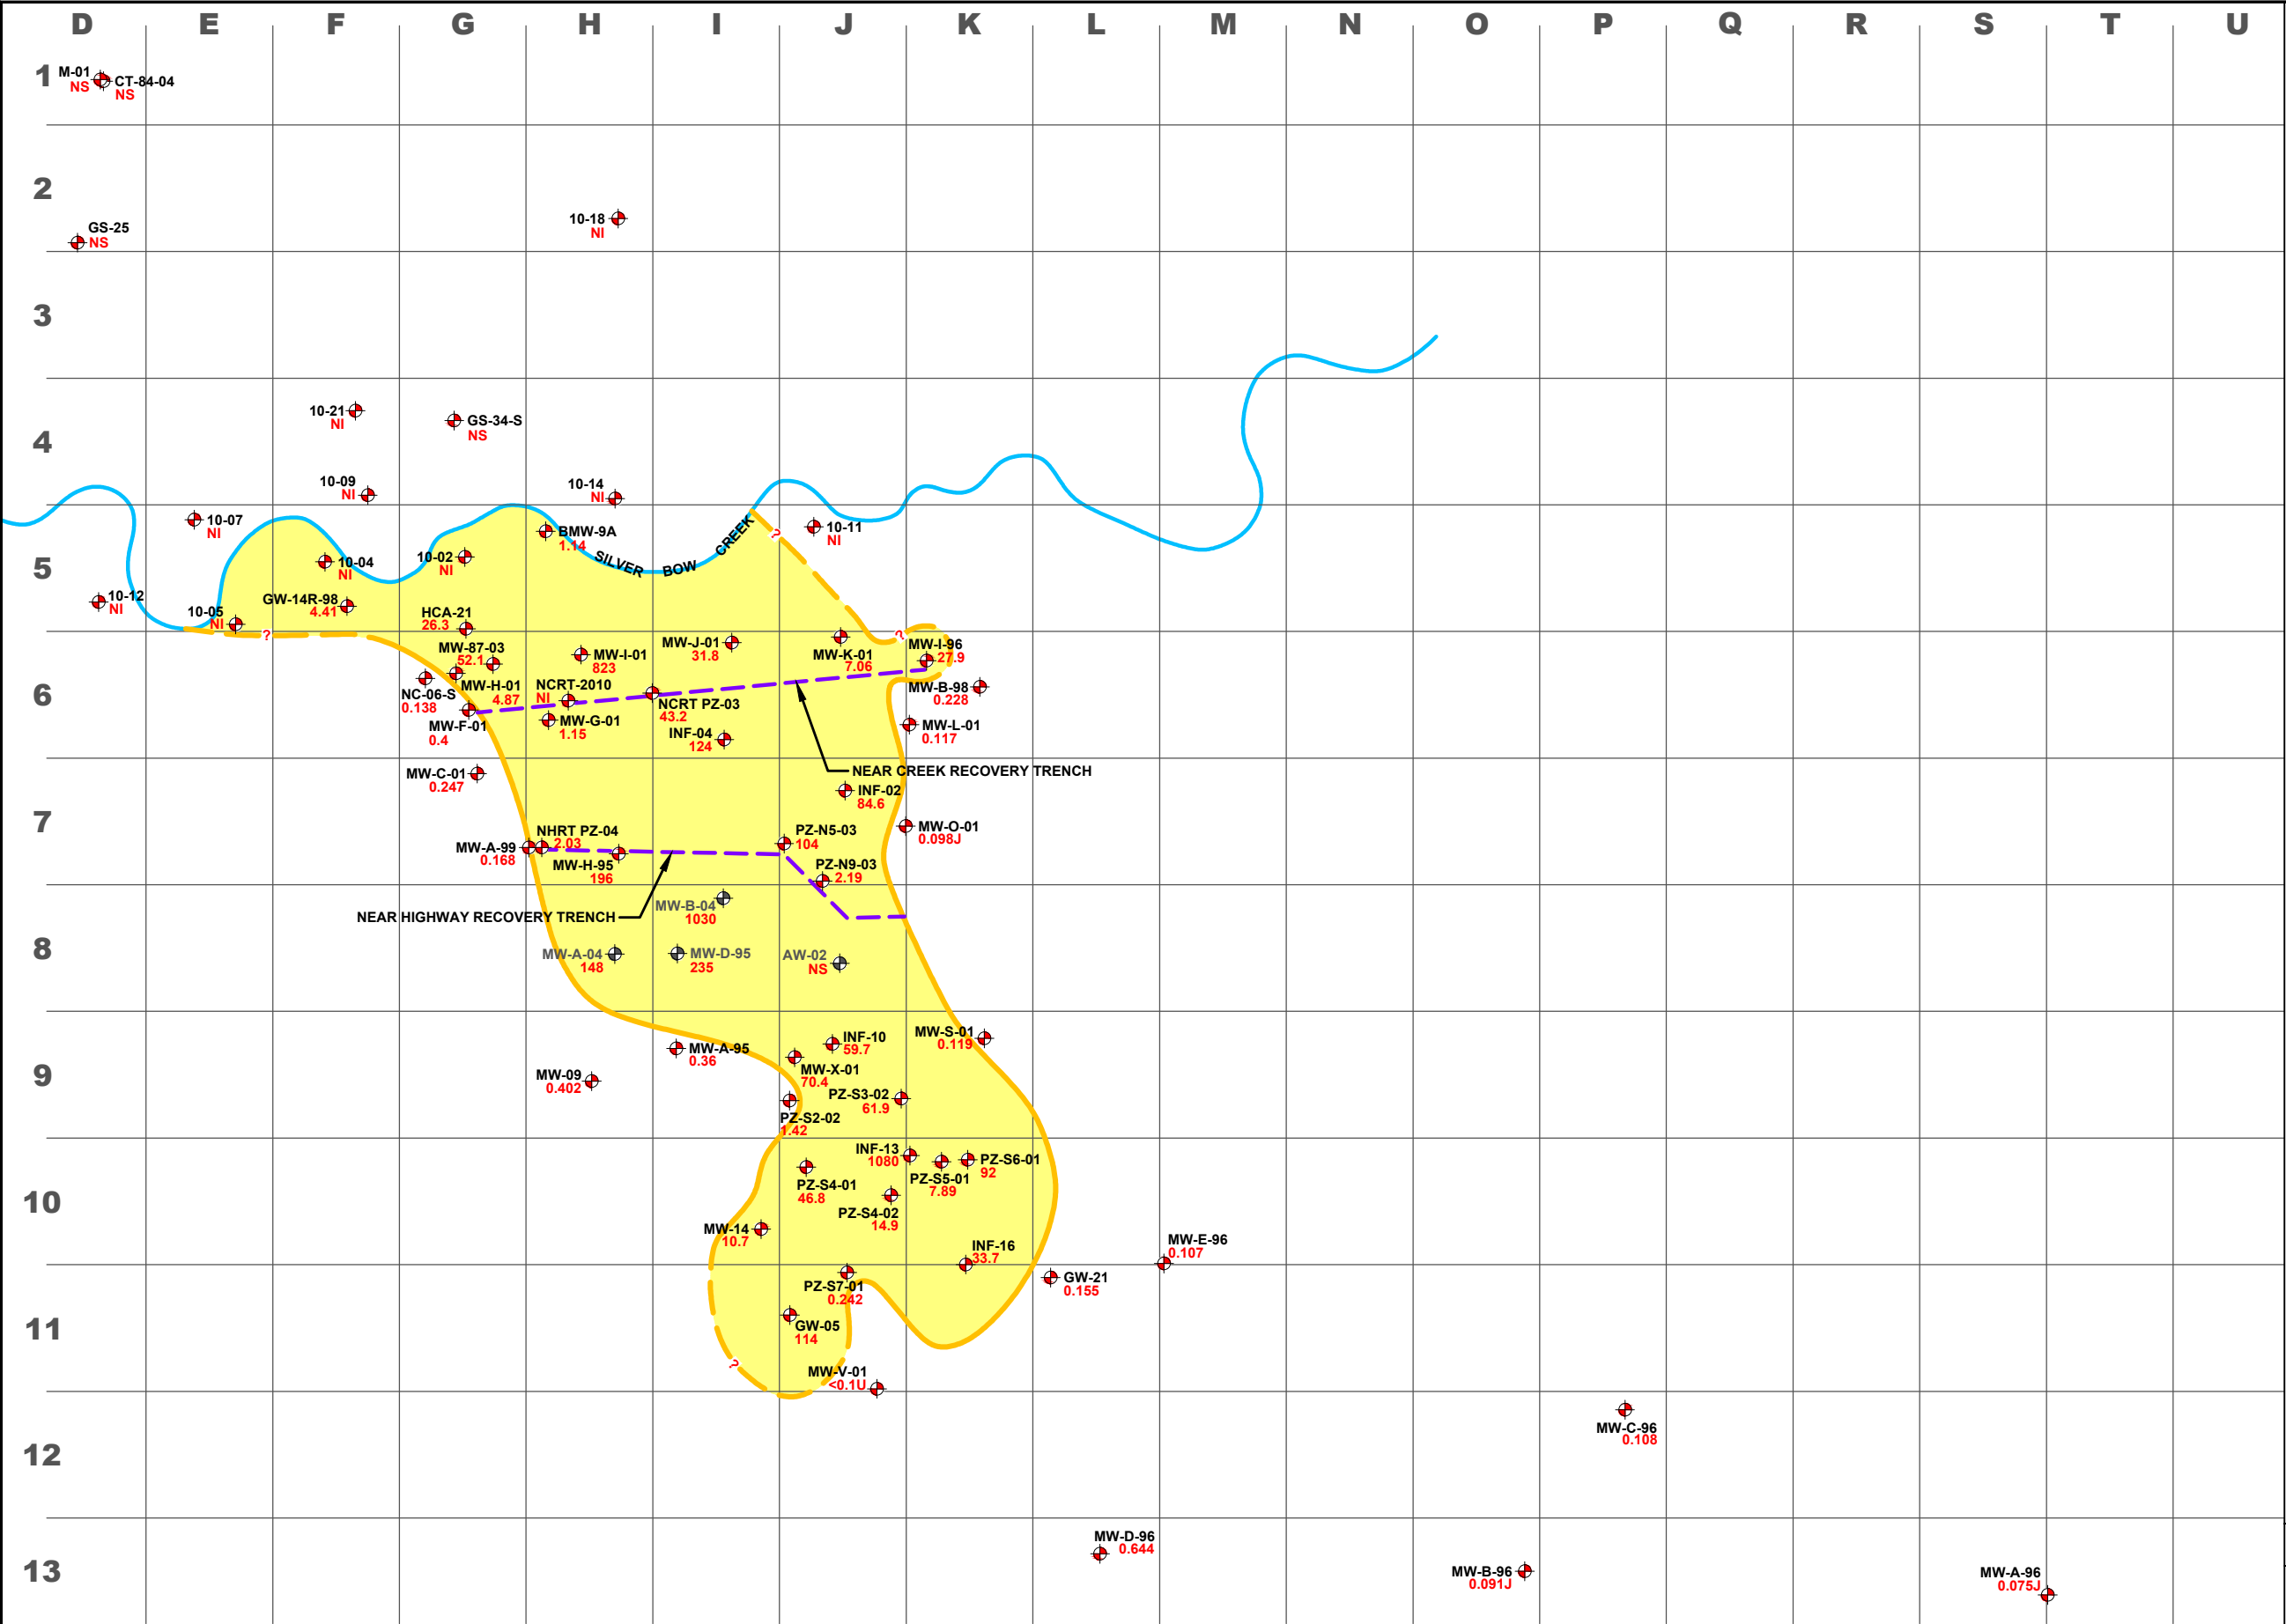 D E F G H I J K L M N O P Q R S T U
1
M-01
NS
CT-84-04
NS
2
GS-25
NS
10-18
NI
3
4
10-21
NI
GS-34-S
NS
10-09
NI
10-14
NI
5
10-07
NI
BMW-9A
1.14
10-11
NI
SILVER BOW CREEK
?
10-02
NI
10-04
NI
10-12
NI
GW-14R-98
4.41
10-05
NI
HCA-21
26.3
?
?
6
MW-87-03
52.1
MW-I-01
823
MW-J-01
31.8
MW-K-01
7.06
MW-I-96
27.9
NC-06-S
0.138
MW-H-01
4.87
NCRT-2010
NI
NCRT PZ-03
43.2
MW-B-98
0.228
MW-F-01
0.4
MW-G-01
1.15
INF-04
124
MW-L-01
0.117
7
MW-C-01
0.247
NEAR CREEK RECOVERY TRENCH
INF-02
84.6
MW-O-01
0.098J
MW-A-99
0.168
NHRT PZ-04
2.03
MW-H-95
196
PZ-N5-03
104
PZ-N9-03
2.19
8
MW-B-04
1030
NEAR HIGHWAY RECOVERY TRENCH
MW-A-04
148
MW-D-95
235
AW-02
NS
9
MW-A-95
0.36
INF-10
59.7
MW-S-01
0.119
MW-X-01
70.4
MW-09
0.402
PZ-S3-02
61.9
PZ-S2-02
1.42
10
INF-13
1080
PZ-S6-01
92
PZ-S5-01
7.89
PZ-S4-01
46.8
PZ-S4-02
14.9
MW-14
10.7
INF-16
33.7
MW-E-96
0.107
11
PZ-S7-01
0.242
GW-21
0.155
GW-05
114
?
MW-V-01
<0.1U
12
MW-C-96
0.108
13
MW-D-96
0.644
MW-B-96
0.091J
MW-A-96
0.075J